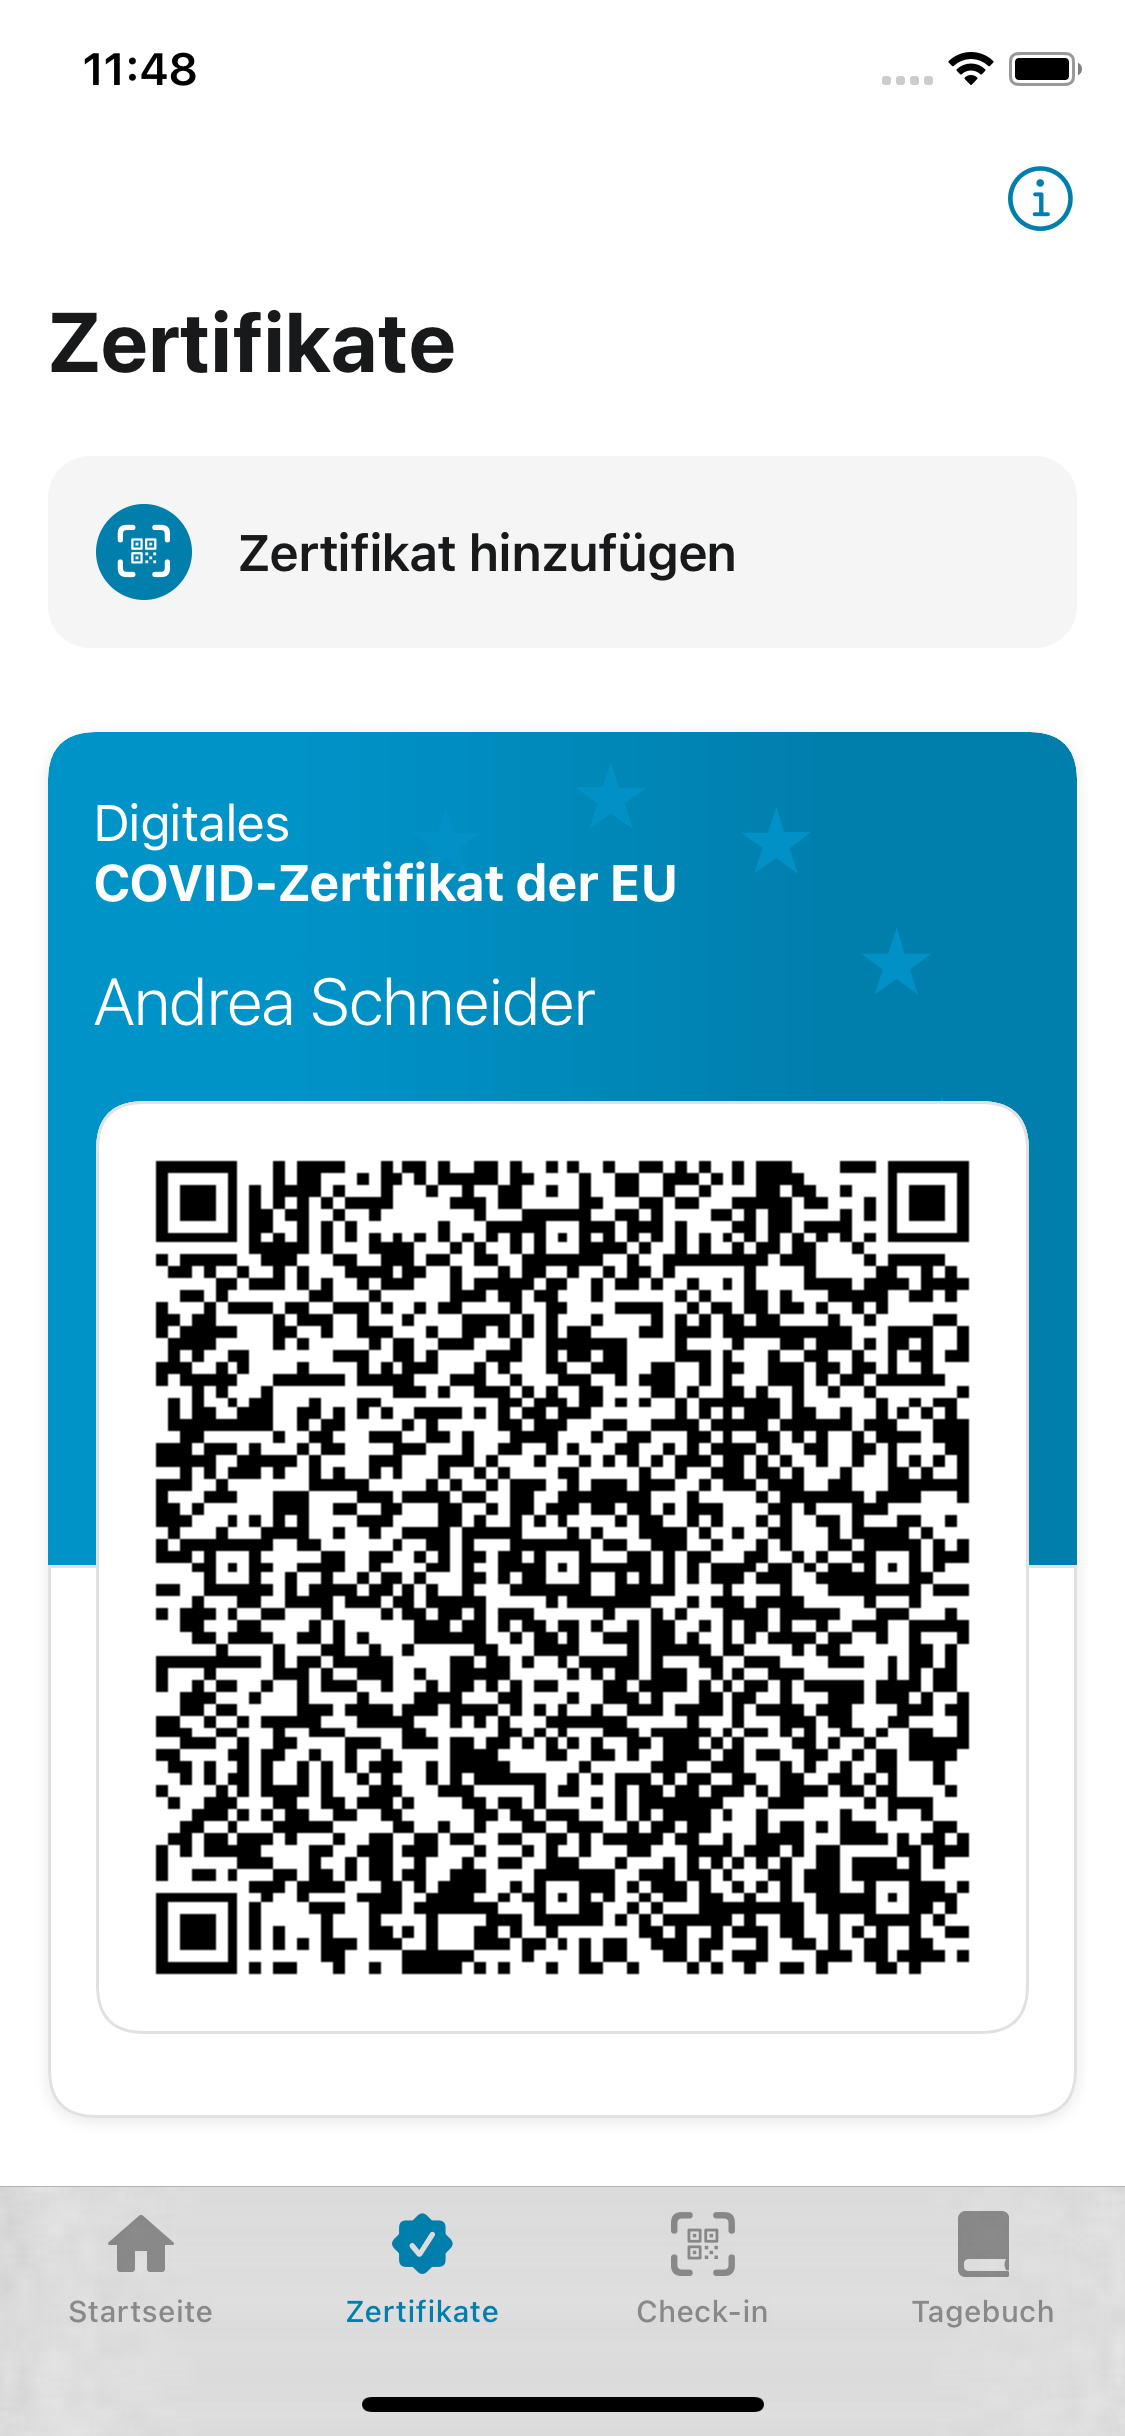 11:48
Zertifikate
Zertifikat hinzufügen
Digitales
COVID-Zertifikat der EU
Andrea Schneider
Startseite
Zertifikate
Check-in
Tagebuch